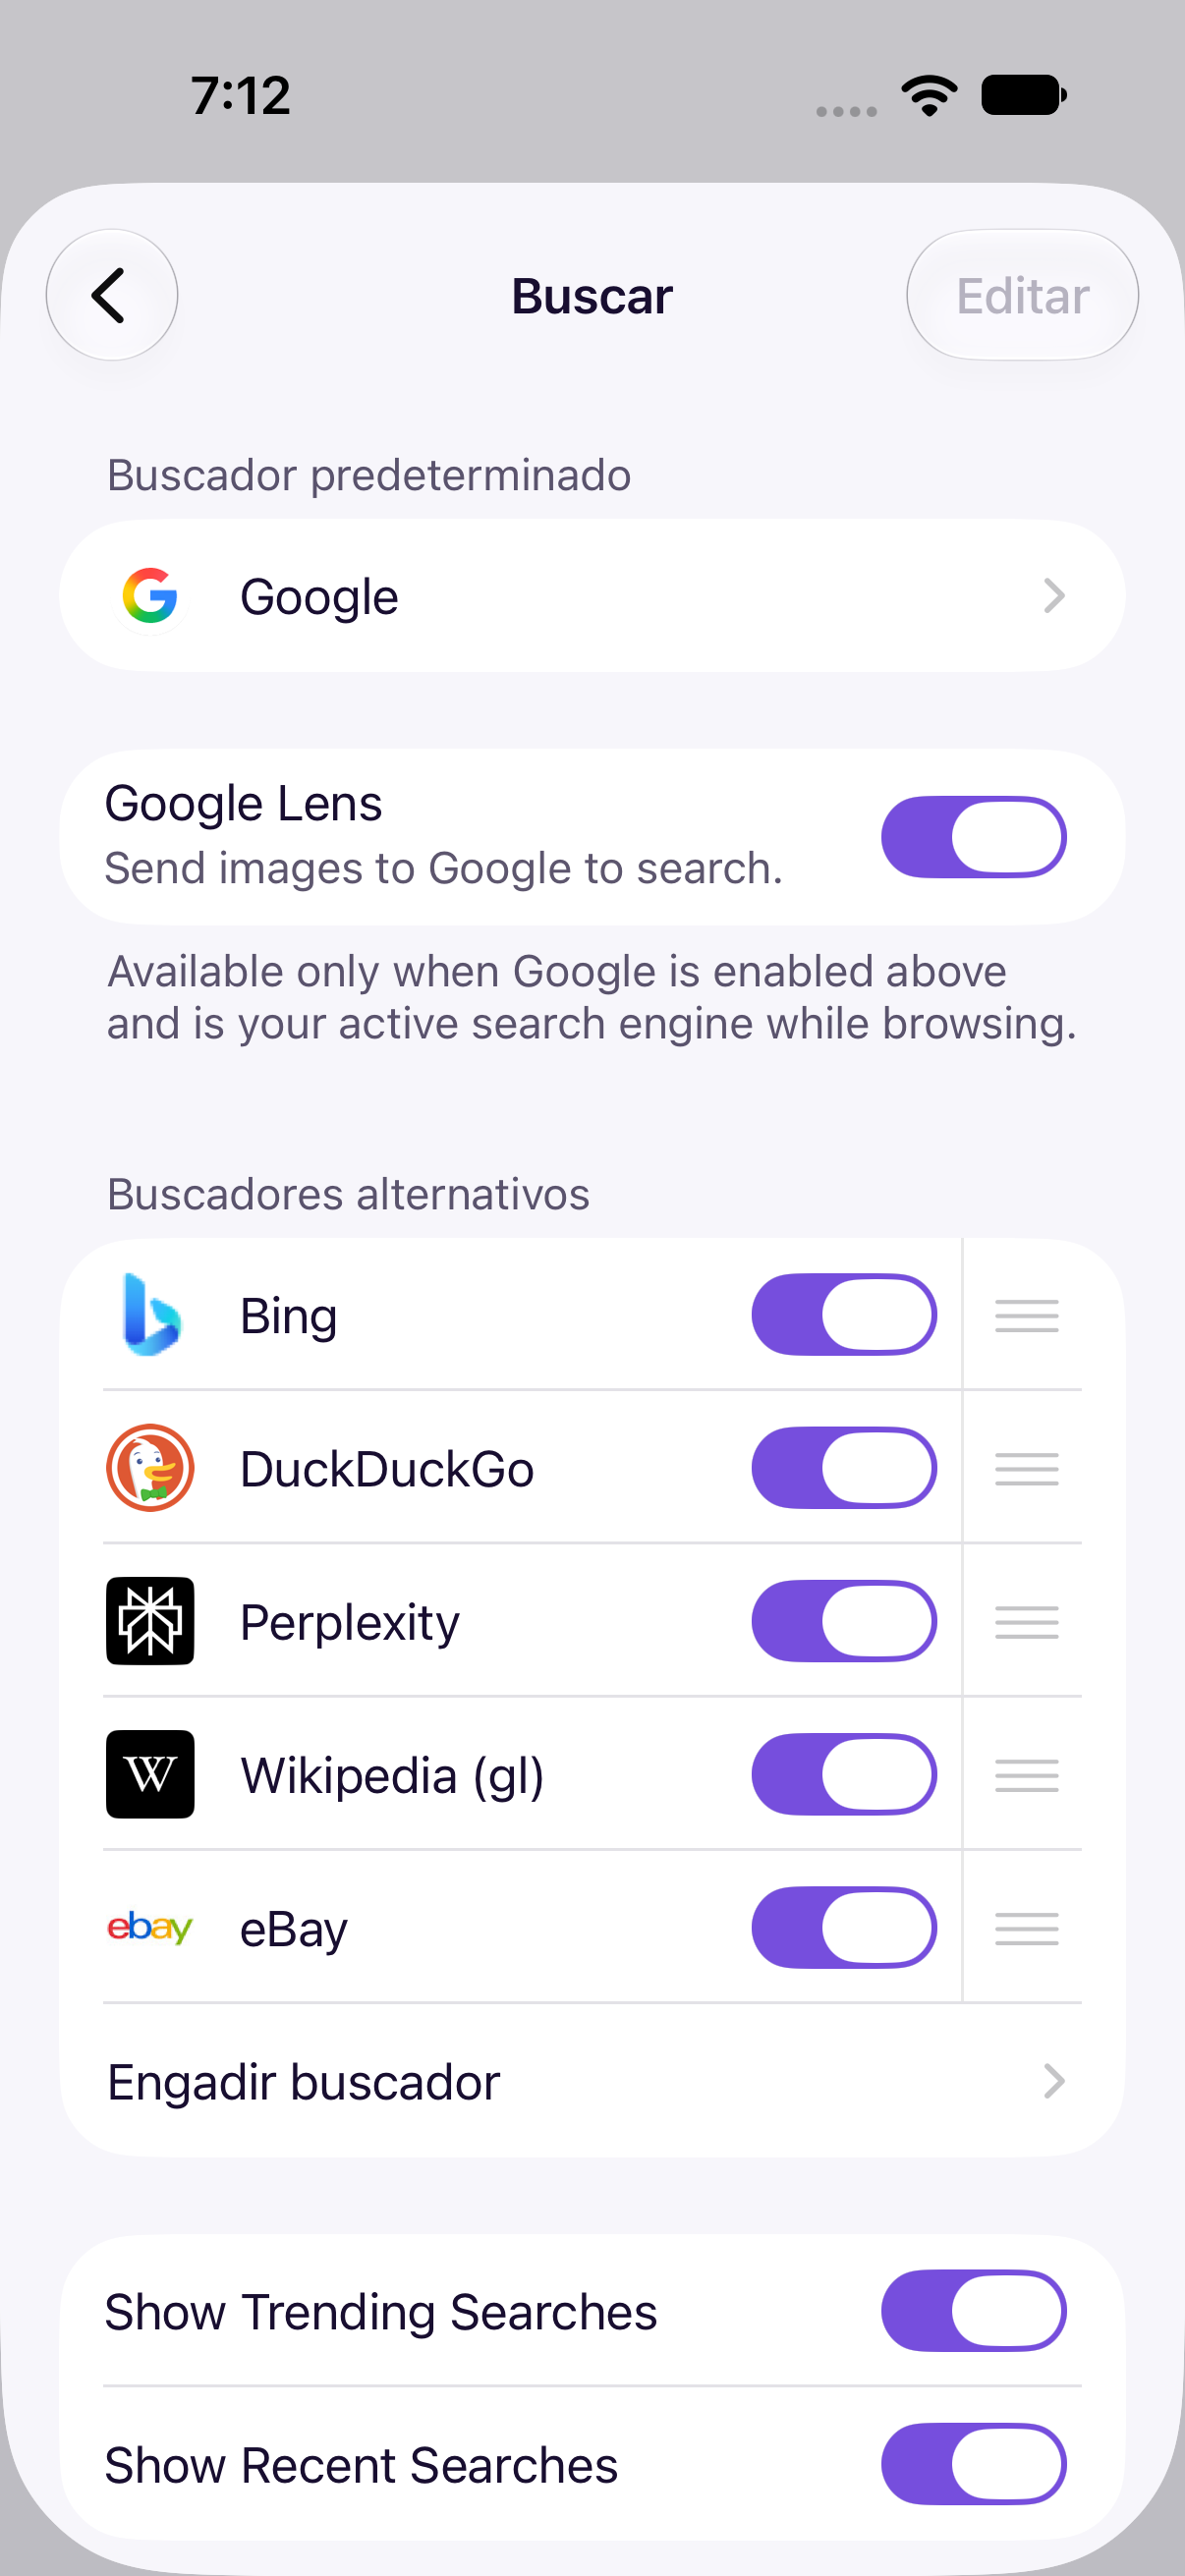 7:12
Buscar
Editar
Buscador predeterminado
Google
Google Lens
Send images to Google to search.
Available only when Google is enabled above
and is your active search engine while browsing.
Buscadores alternativos
Bing
DuckDuckGo
Perplexity
W
Wikipedia (gl)
ebay
eBay
Engadir buscador
Show Trending Searches
Show Recent Searches